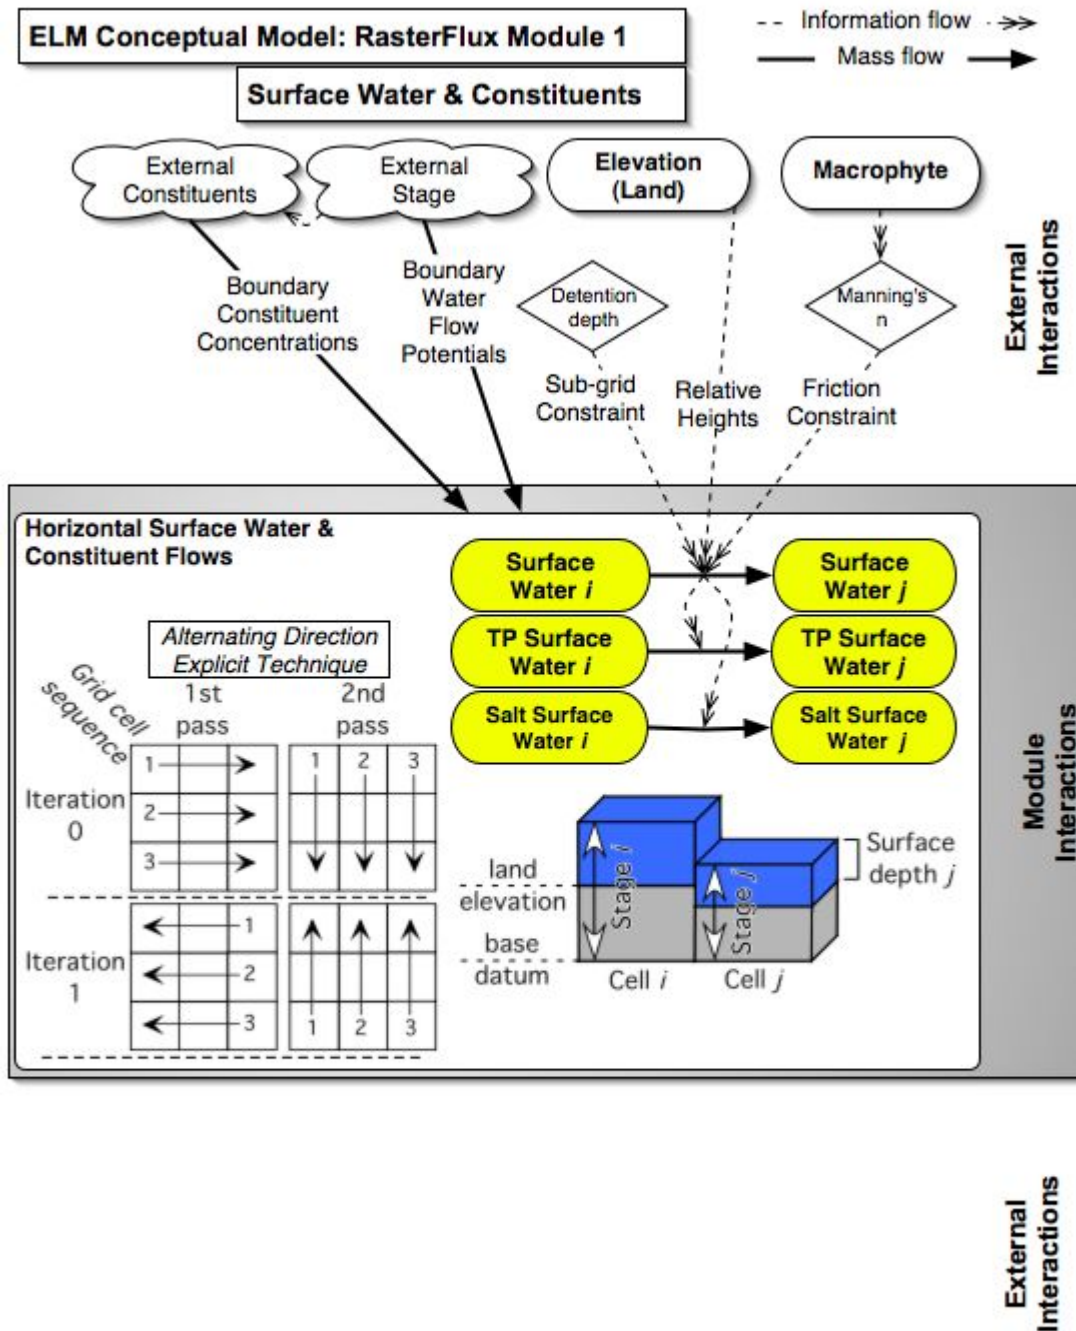 ELM Conceptual Model: RasterFlux Module 1
Surface Water & Constituents
Information flow
Mass flow
External
Constituents
External
Stage
Elevation
(Land)
Macrophyte
Boundary
Constituent
Concentrations
Boundary
Water
Flow
Potentials
Detention
depth
Manning's
n
Sub-grid
Constraint
Relative
Heights
Friction
Constraint
External
Interactions
Horizontal Surface Water &
Constituent Flows
Surface
Water i
Surface
Water j
TP Surface
Water i
TP Surface
Water j
Salt Surface
Water i
Salt Surface
Water j
Alternating Direction
Explicit Technique
Grid cell
sequence
1st
pass
2nd
pass
Iteration
0
1
2
3
1 2 3
Iteration
1
1
2
3
1 2 3
land
elevation
base
datum
Stage i
Stage j
Surface
depth j
Cell i
Cell j
Module
Interactions
External
Interactions